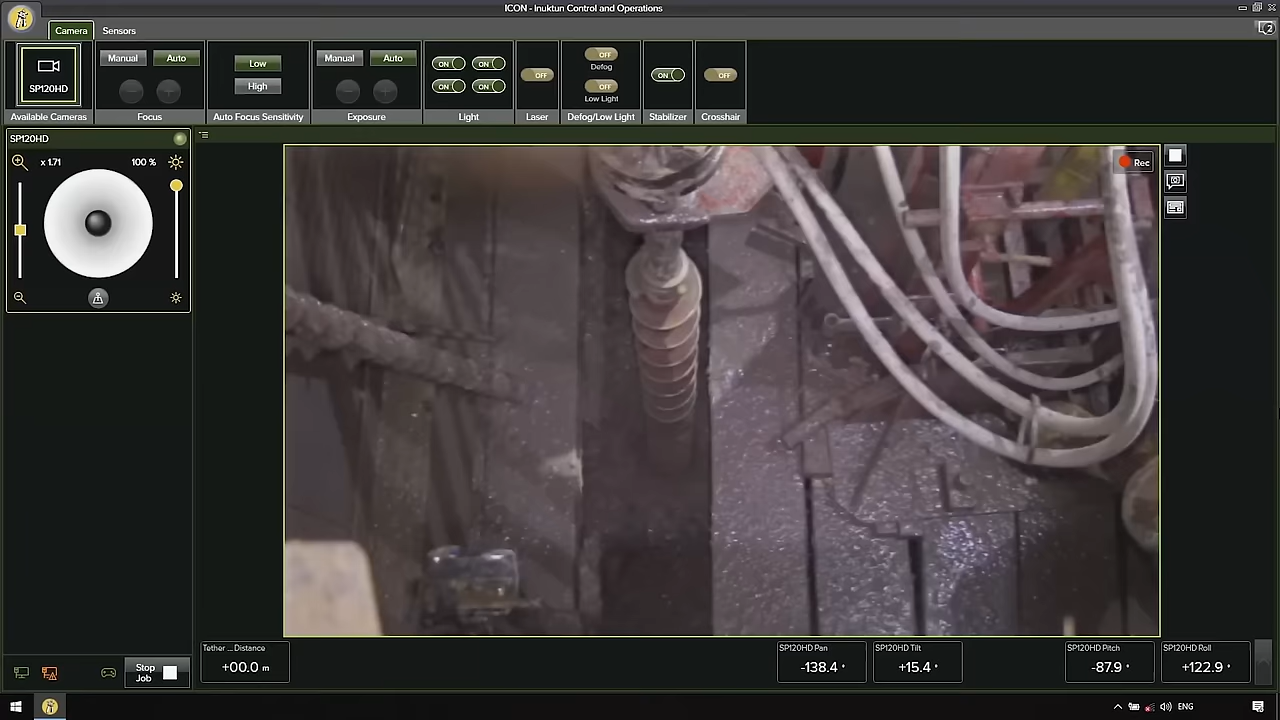 ICON - Inuktun Control and Operations
Camera Sensors
SP120HD
Available Cameras
Manual Auto
Focus
Low
High
Auto Focus Sensitivity
Manual Auto
Exposure
ON ON
ON ON
Light
OFF
Laser
OFF
Defog
OFF
Low Light
Defog/Low Light
ON
Stabilizer
OFF
Crosshair
SP120HD
x 1.71 100 %
Rec
Stop
Job
Tether ... Distance
+00.0 m
SP120HD Pan
-138.4 °
SP120HD Tilt
+15.4 °
SP120HD Pitch
-87.9 °
SP120HD Roll
+122.9 °
ENG